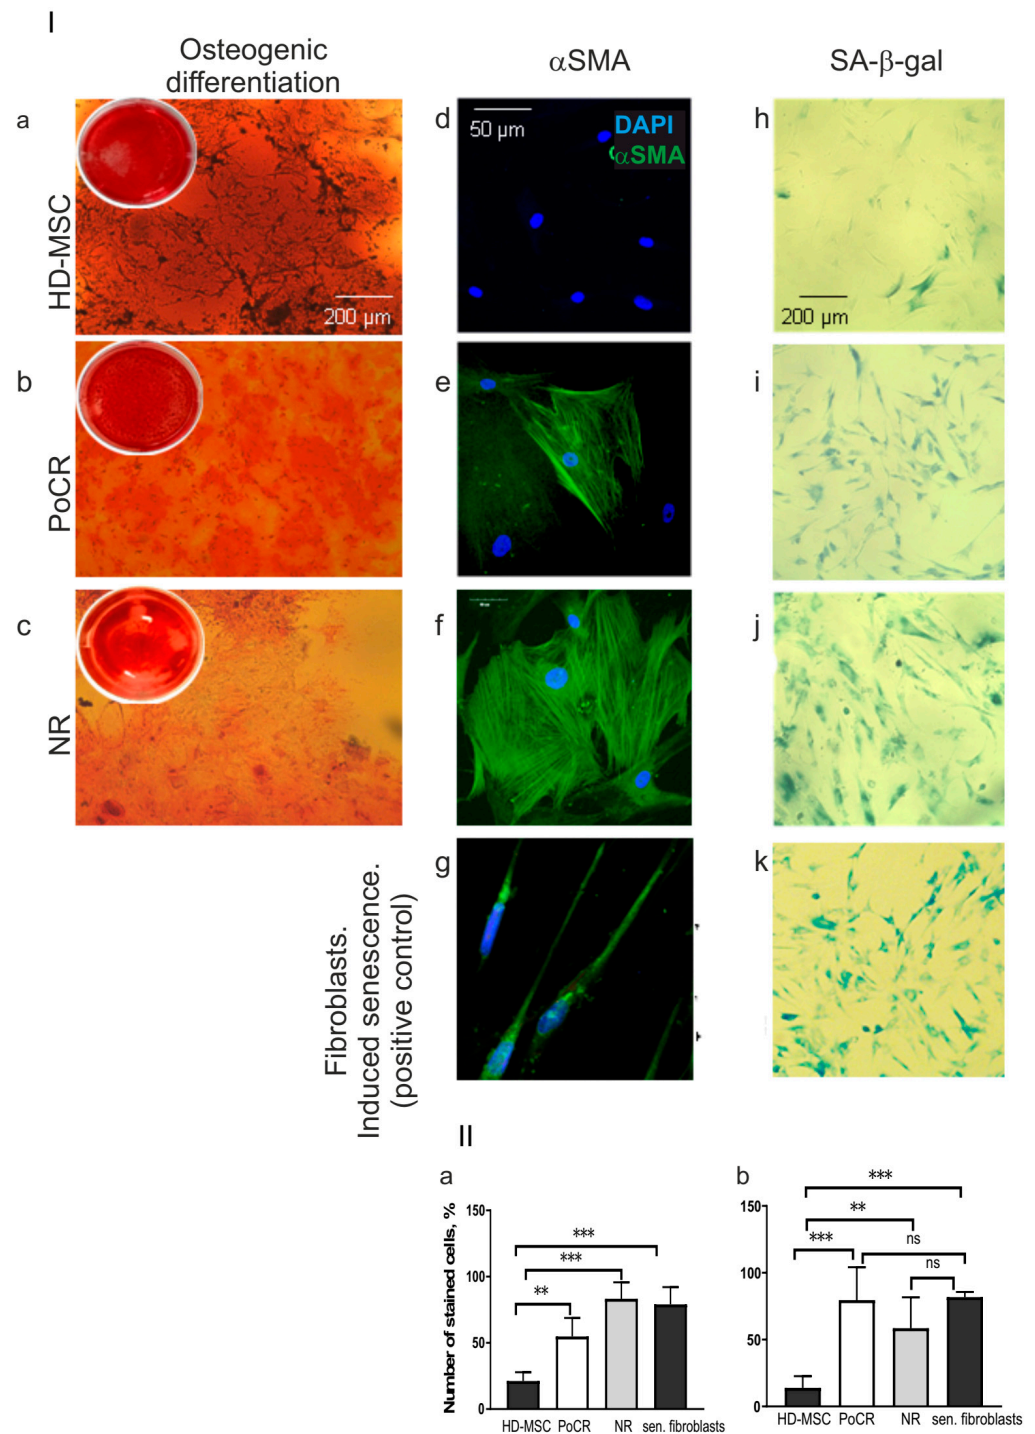 I
Osteogenic
differentiation
αSMA
SA-β-gal
a
HD-MSC
200 μm
d
50 μm
DAPI
αSMA
h
200 μm
b
PoCR
e
i
c
NR
f
j
Fibroblasts.
Induced senescence.
(positive control)
g
k
II
a
Number of stained cells, %
150
100
50
0
***
***
**
HD-MSC PoCR NR sen. fibroblasts
b
150
100
50
0
***
**
***
ns
ns
HD-MSC PoCR NR sen. fibroblasts